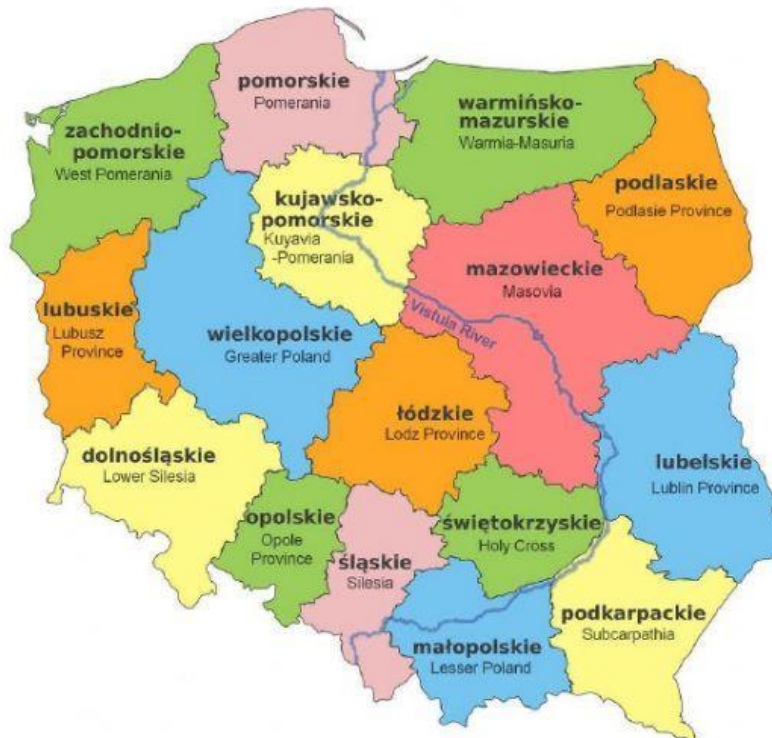 pomorskie
Pomerania
zachodnio-
pomorskie
West Pomerania
warmińsko-
mazurskie
Warmia-Masuria
podlaskie
Podlasie Province
kujawsko-
pomorskie
Kuyavia
-Pomerania
mazowieckie
Masovia
lubuskie
Lubusz
Province
wielkopolskie
Greater Poland
Vistula River
łódzkie
Lodz Province
dolnośląskie
Lower Silesia
lubelskie
Lublin Province
opolskie
Opole
Province
śląskie
Silesia
świętokrzyskie
Holy Cross
małopolskie
Lesser Poland
podkarpackie
Subcarpathia